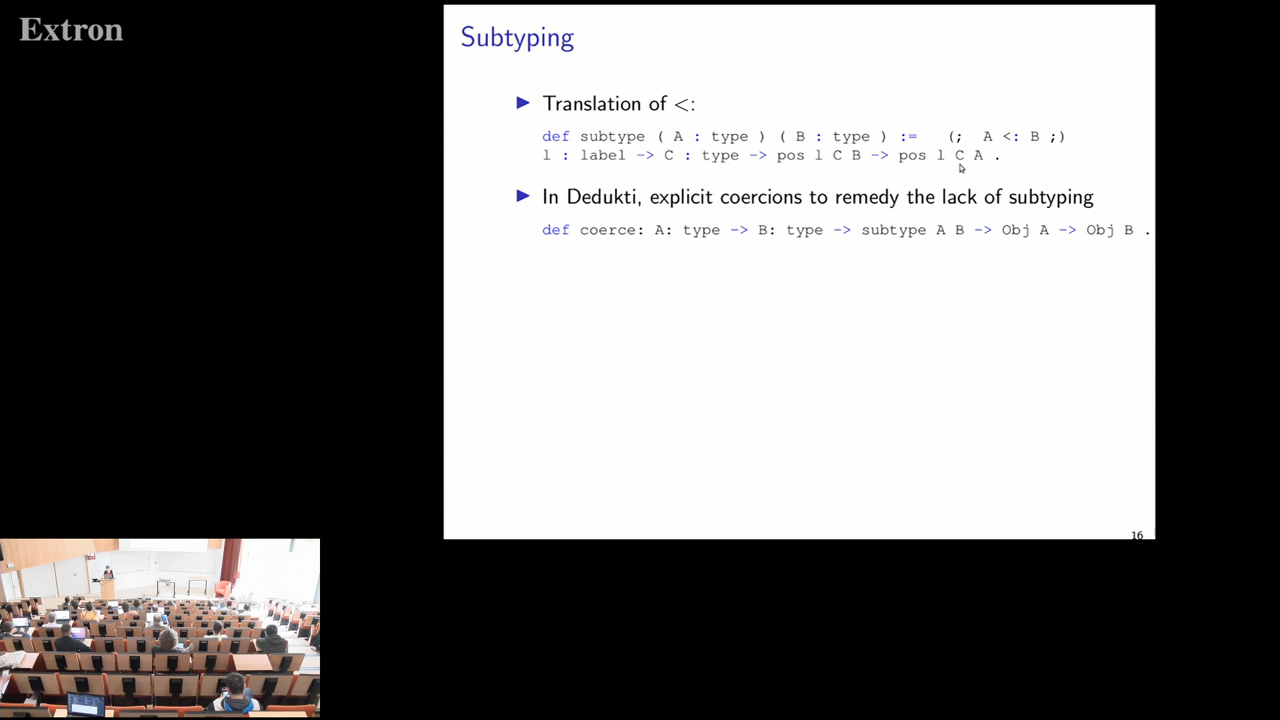 Extron
Subtyping
▶ Translation of <:
def subtype ( A : type ) ( B : type ) := (; A <: B ;)
l : label -> C : type -> pos l C B -> pos l C A .
▶ In Dedukti, explicit coercions to remedy the lack of subtyping
def coerce: A: type -> B: type -> subtype A B -> Obj A -> Obj B .
16